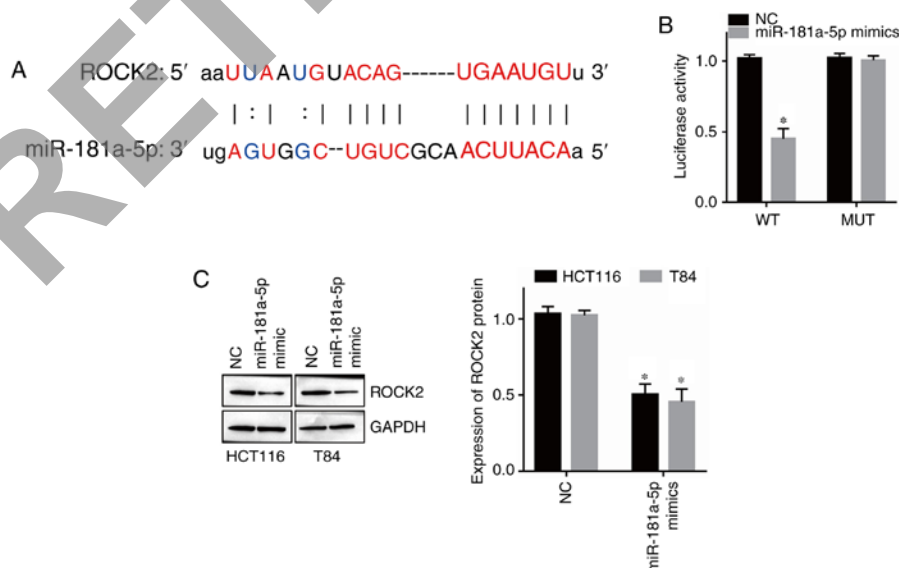 RET
A
ROCK2: 5′ aaUUAAUGUACAG------UGAAUGUu 3′
| : | : | | | | | | | | | | | |
miR-181a-5p: 3′ ugAGUGGC--UGUCGCAACUUACAa 5′
B
NC
miR-181a-5p mimics
Luciferase activity
1.0
0.5
0.0
*
WT MUT
C
NC
miR-181a-5p
mimic
NC
miR-181a-5p
mimic
ROCK2
GAPDH
HCT116 T84
HCT116 T84
Expression of ROCK2 protein
1.0
0.5
0.0
* *
NC
miR-181a-5p
mimics